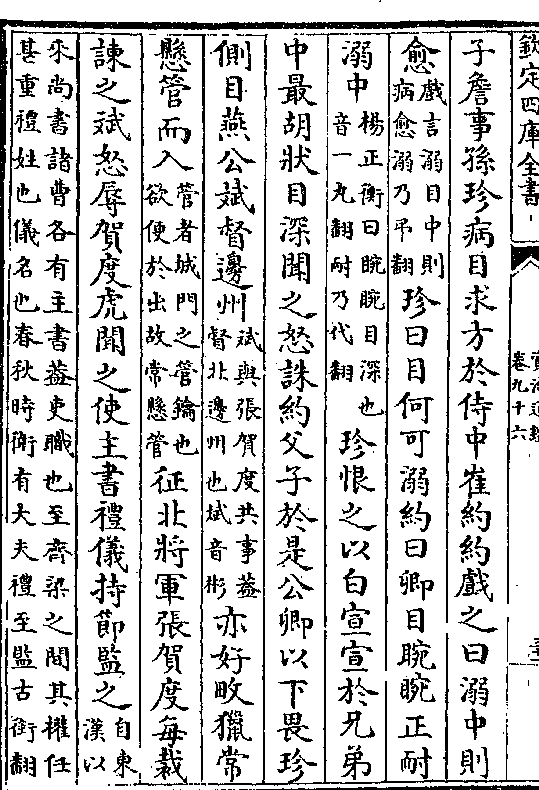 欽定四庫全書
資治通鑑
卷九十六
子詹事孫珍病目求方於侍中崔約約戲之曰溺中則
愈戲言溺目中則病愈溺乃弔翻珍曰目何可溺約曰卿目睕睕正耐
溺中楊正衡曰睕睕目深也音一丸翻耐乃代翻珍恨之以白宣宣於兄弟
中最胡狀目深聞之怒誅約父子於是公卿以下畏珍
側目燕公斌督邊州斌與張賀度共事葢督北邊州也斌音彬亦好畋獵常
懸管而入管者城門之管鑰也欲便於出故常懸管征北將軍張賀度每裁
諫之斌怒辱賀度虎聞之使主書禮儀持節監之自東漢以
來尚書諸曹各有主書葢吏職也至齊梁之間其權任
甚重禮姓也儀名也春秋時衛有大夫禮至監古銜翻